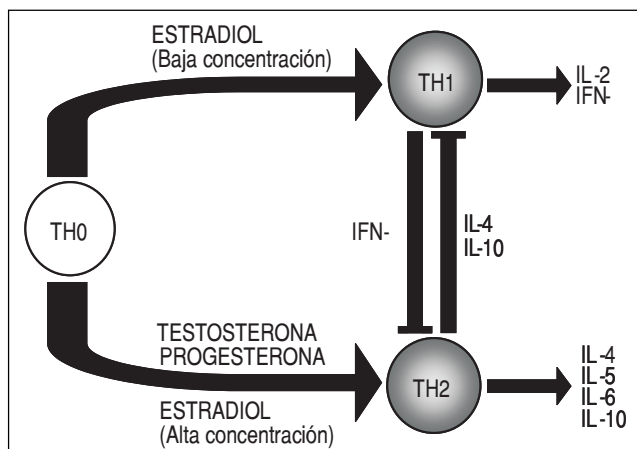 ESTRADIOL
(Baja concentración)
TH1
IL-2
IFN-
TH0
IFN-
IL-4
IL-10
TESTOSTERONA
PROGESTERONA
ESTRADIOL
(Alta concentración)
TH2
IL-4
IL-5
IL-6
IL-10